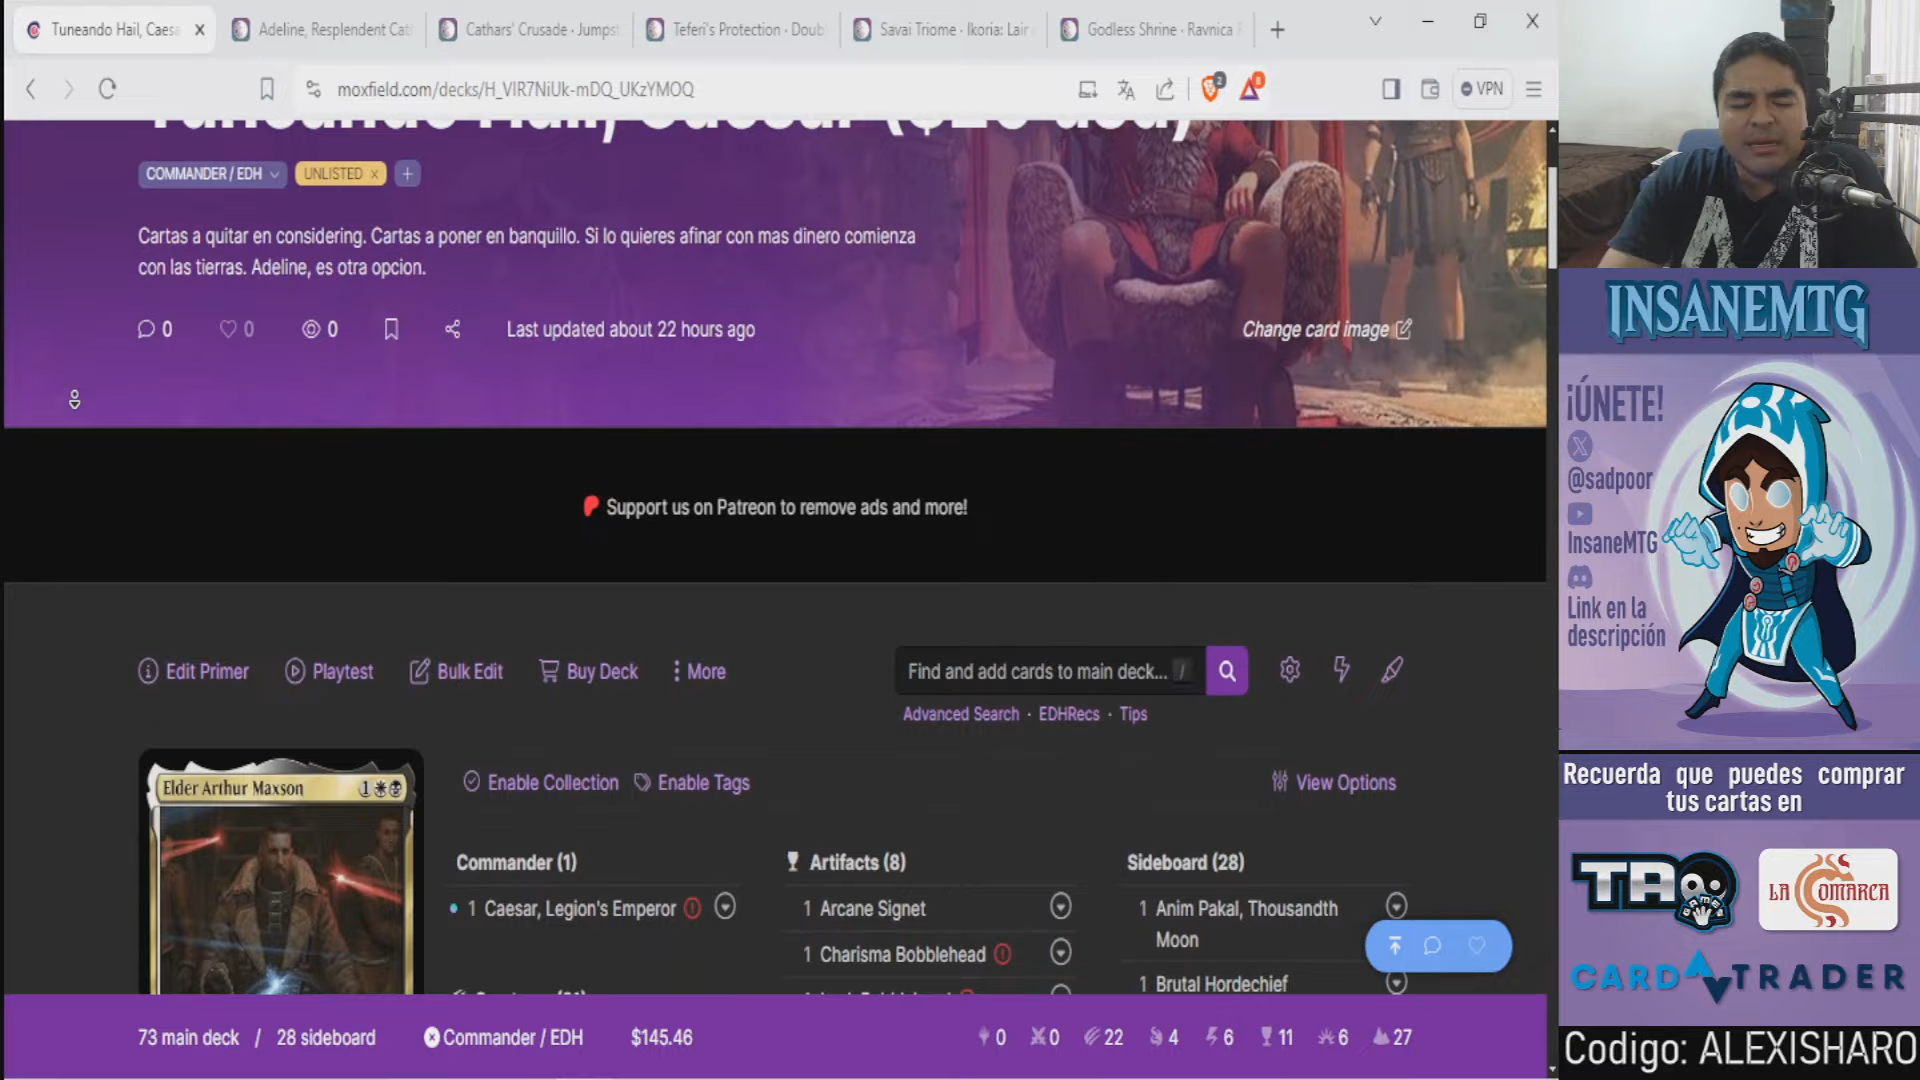 Tuneando Hail, Caesa
Adeline, Resplendent Cat
Cathars' Crusade · Jumpst
Teferi's Protection · Doub
Savai Triome · Ikoria: Lair
Godless Shrine · Ravnica
moxfield.com/decks/H_VIR7NiUk-mDQ_UKzYMOQ
2
8
VPN
COMMANDER / EDH
UNLISTED ×
+
Cartas a quitar en considering. Cartas a poner en banquillo. Si lo quieres afinar con mas dinero comienza
con las tierras. Adeline, es otra opcion.
0
0
0
Last updated about 22 hours ago
Change card image
Support us on Patreon to remove ads and more!
Edit Primer
Playtest
Bulk Edit
Buy Deck
More
Find and add cards to main deck... /
Advanced Search · EDHRecs · Tips
Elder Arthur Maxson 1
Enable Collection
Enable Tags
View Options
Commander (1)
1 Caesar, Legion's Emperor
Artifacts (8)
1 Arcane Signet
1 Charisma Bobblehead
Sideboard (28)
1 Anim Pakal, Thousandth
Moon
1 Brutal Hordechief
73 main deck / 28 sideboard
Commander / EDH
$145.46
0 0 22 4 6 11 6 27
INSANEMTG
¡ÚNETE!
@sadpoor
InsaneMTG
Link en la
descripción
Recuerda que puedes comprar
tus cartas en
TAO
GAMES
LA COMARCA
CARD TRADER
Codigo: ALEXISHARO